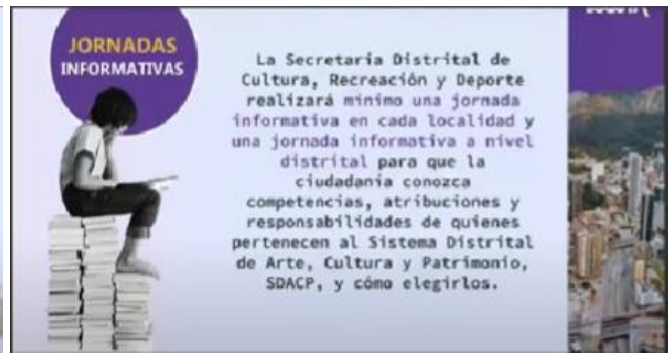 JORNADAS
INFORMATIVAS
La Secretaría Distrital de
Cultura, Recreación y Deporte
realizará mínimo una jornada
informativa en cada localidad y
una jornada informativa a nivel
distrital para que la
ciudadanía conozca
competencias, atribuciones y
responsabilidades de quienes
pertenecen al Sistema Distrital
de Arte, Cultura y Patrimonio,
SDACP, y cómo elegirlos.